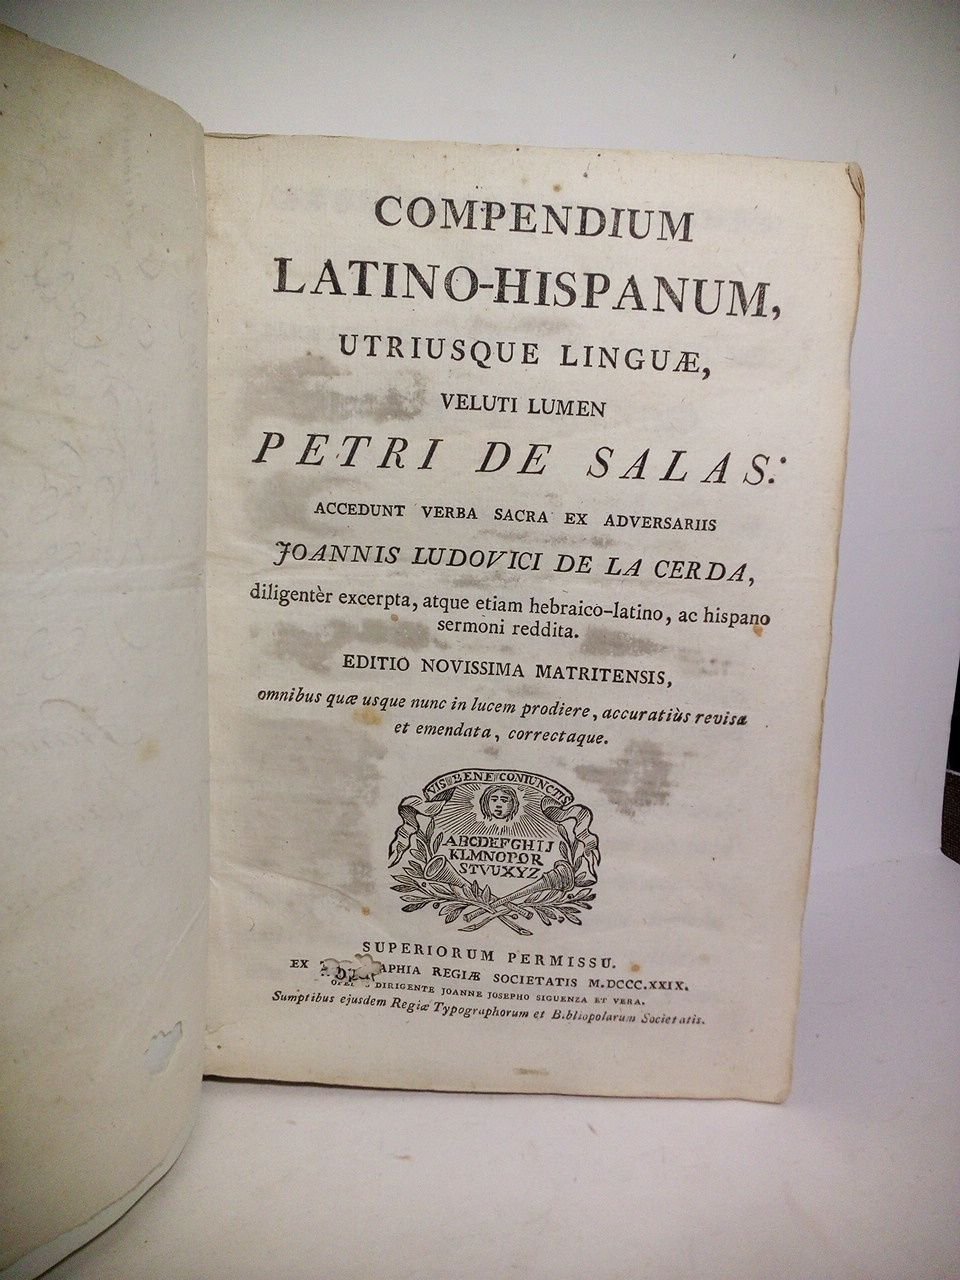 COMPENDIUM
LATINO-HISPANUM,
UTRIUSQUE LINGUÆ,
VELUTI LUMEN
PETRI DE SALAS:
ACCEDUNT VERBA SACRA EX ADVERSARIIS
JOANNIS LUDOVICI DE LA CERDA,
diligentèr excerpta, atque etiam hebraico-latino, ac hispano
sermoni reddita.
EDITIO NOVISSIMA MATRITENSIS,
omnibus quæ usque nunc in lucem prodiere, accuratiùs revisa
et emendata, correctaque.
VIS BENE CONIUNCTIS
ABCDEFGHIJ
KLMNOPQR
STVUXYZ
SUPERIORUM PERMISSU.
EX APHIA REGIÆ SOCIETATIS M.DCCC.XXIX.
DIRIGENTE JOANNE JOSEPHO SIGUENZA ET VERA.
Sumptibus ejusdem Regiæ Typographorum et Bibliopolarum Societatis.